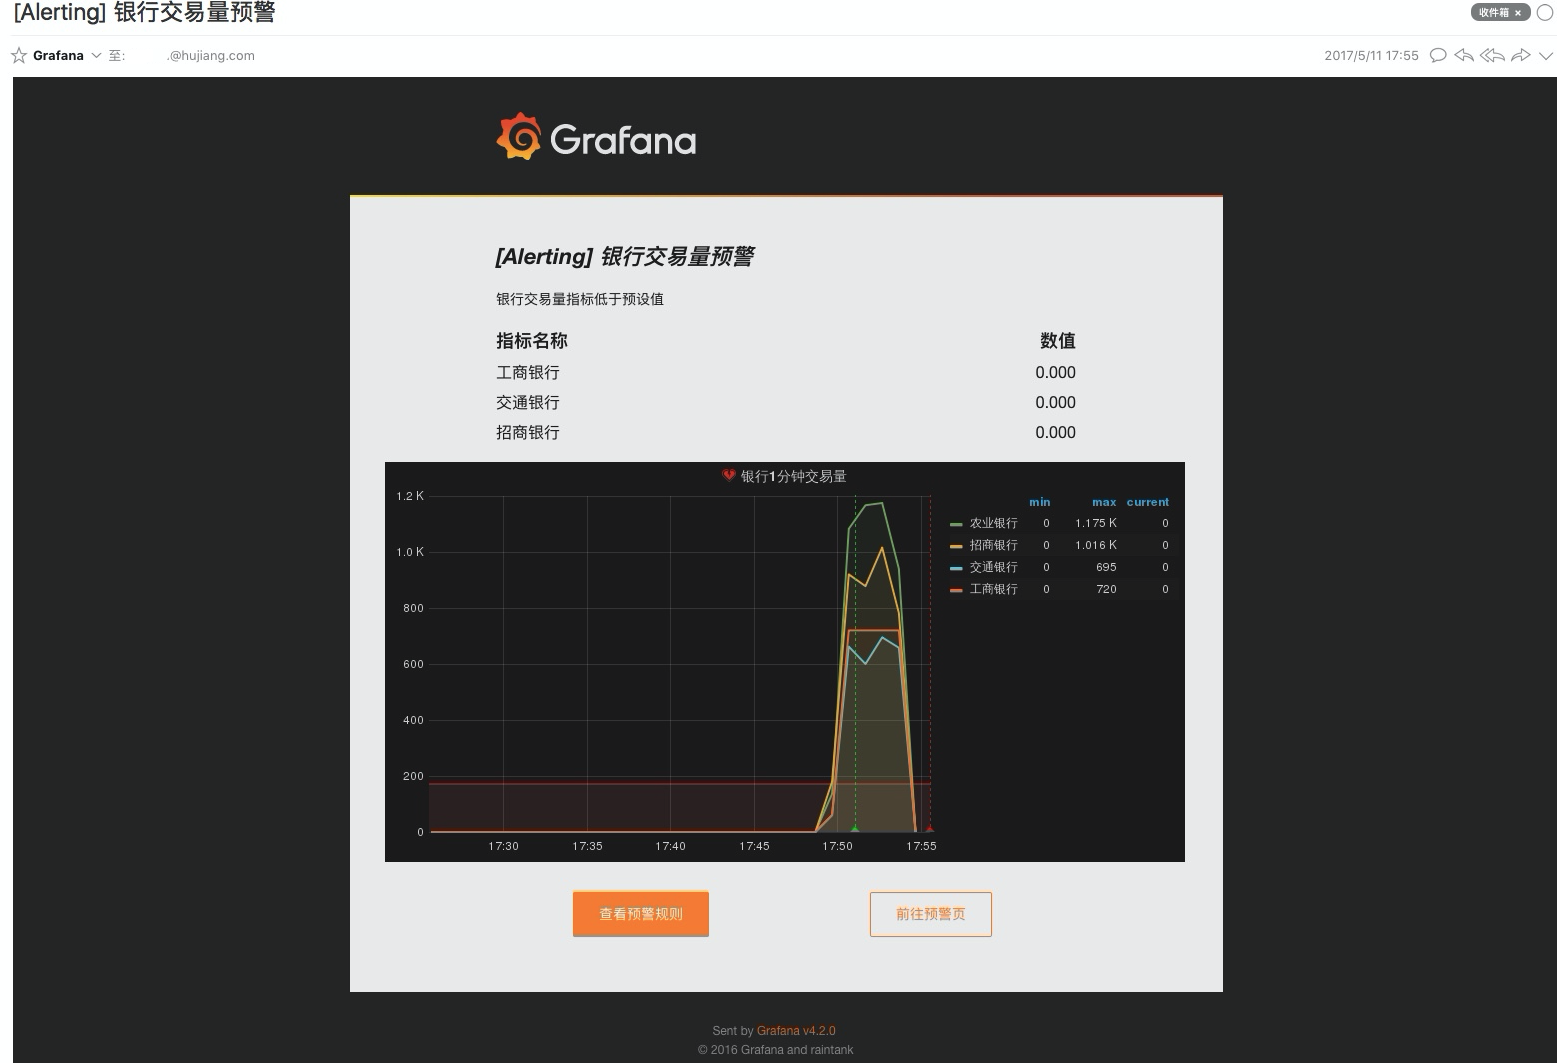 [Alerting] 银行交易量预警
收件箱 ×
Grafana 至: .@hujiang.com
2017/5/11 17:55
Grafana
[Alerting] 银行交易量预警
银行交易量指标低于预设值
指标名称 数值
工商银行 0.000
交通银行 0.000
招商银行 0.000
银行1分钟交易量
1.2 K
1.0 K
800
600
400
200
0
17:30 17:35 17:40 17:45 17:50 17:55
min max current
农业银行 0 1.175 K 0
招商银行 0 1.016 K 0
交通银行 0 695 0
工商银行 0 720 0
查看预警规则 前往预警页
Sent by Grafana v4.2.0
© 2016 Grafana and raintank